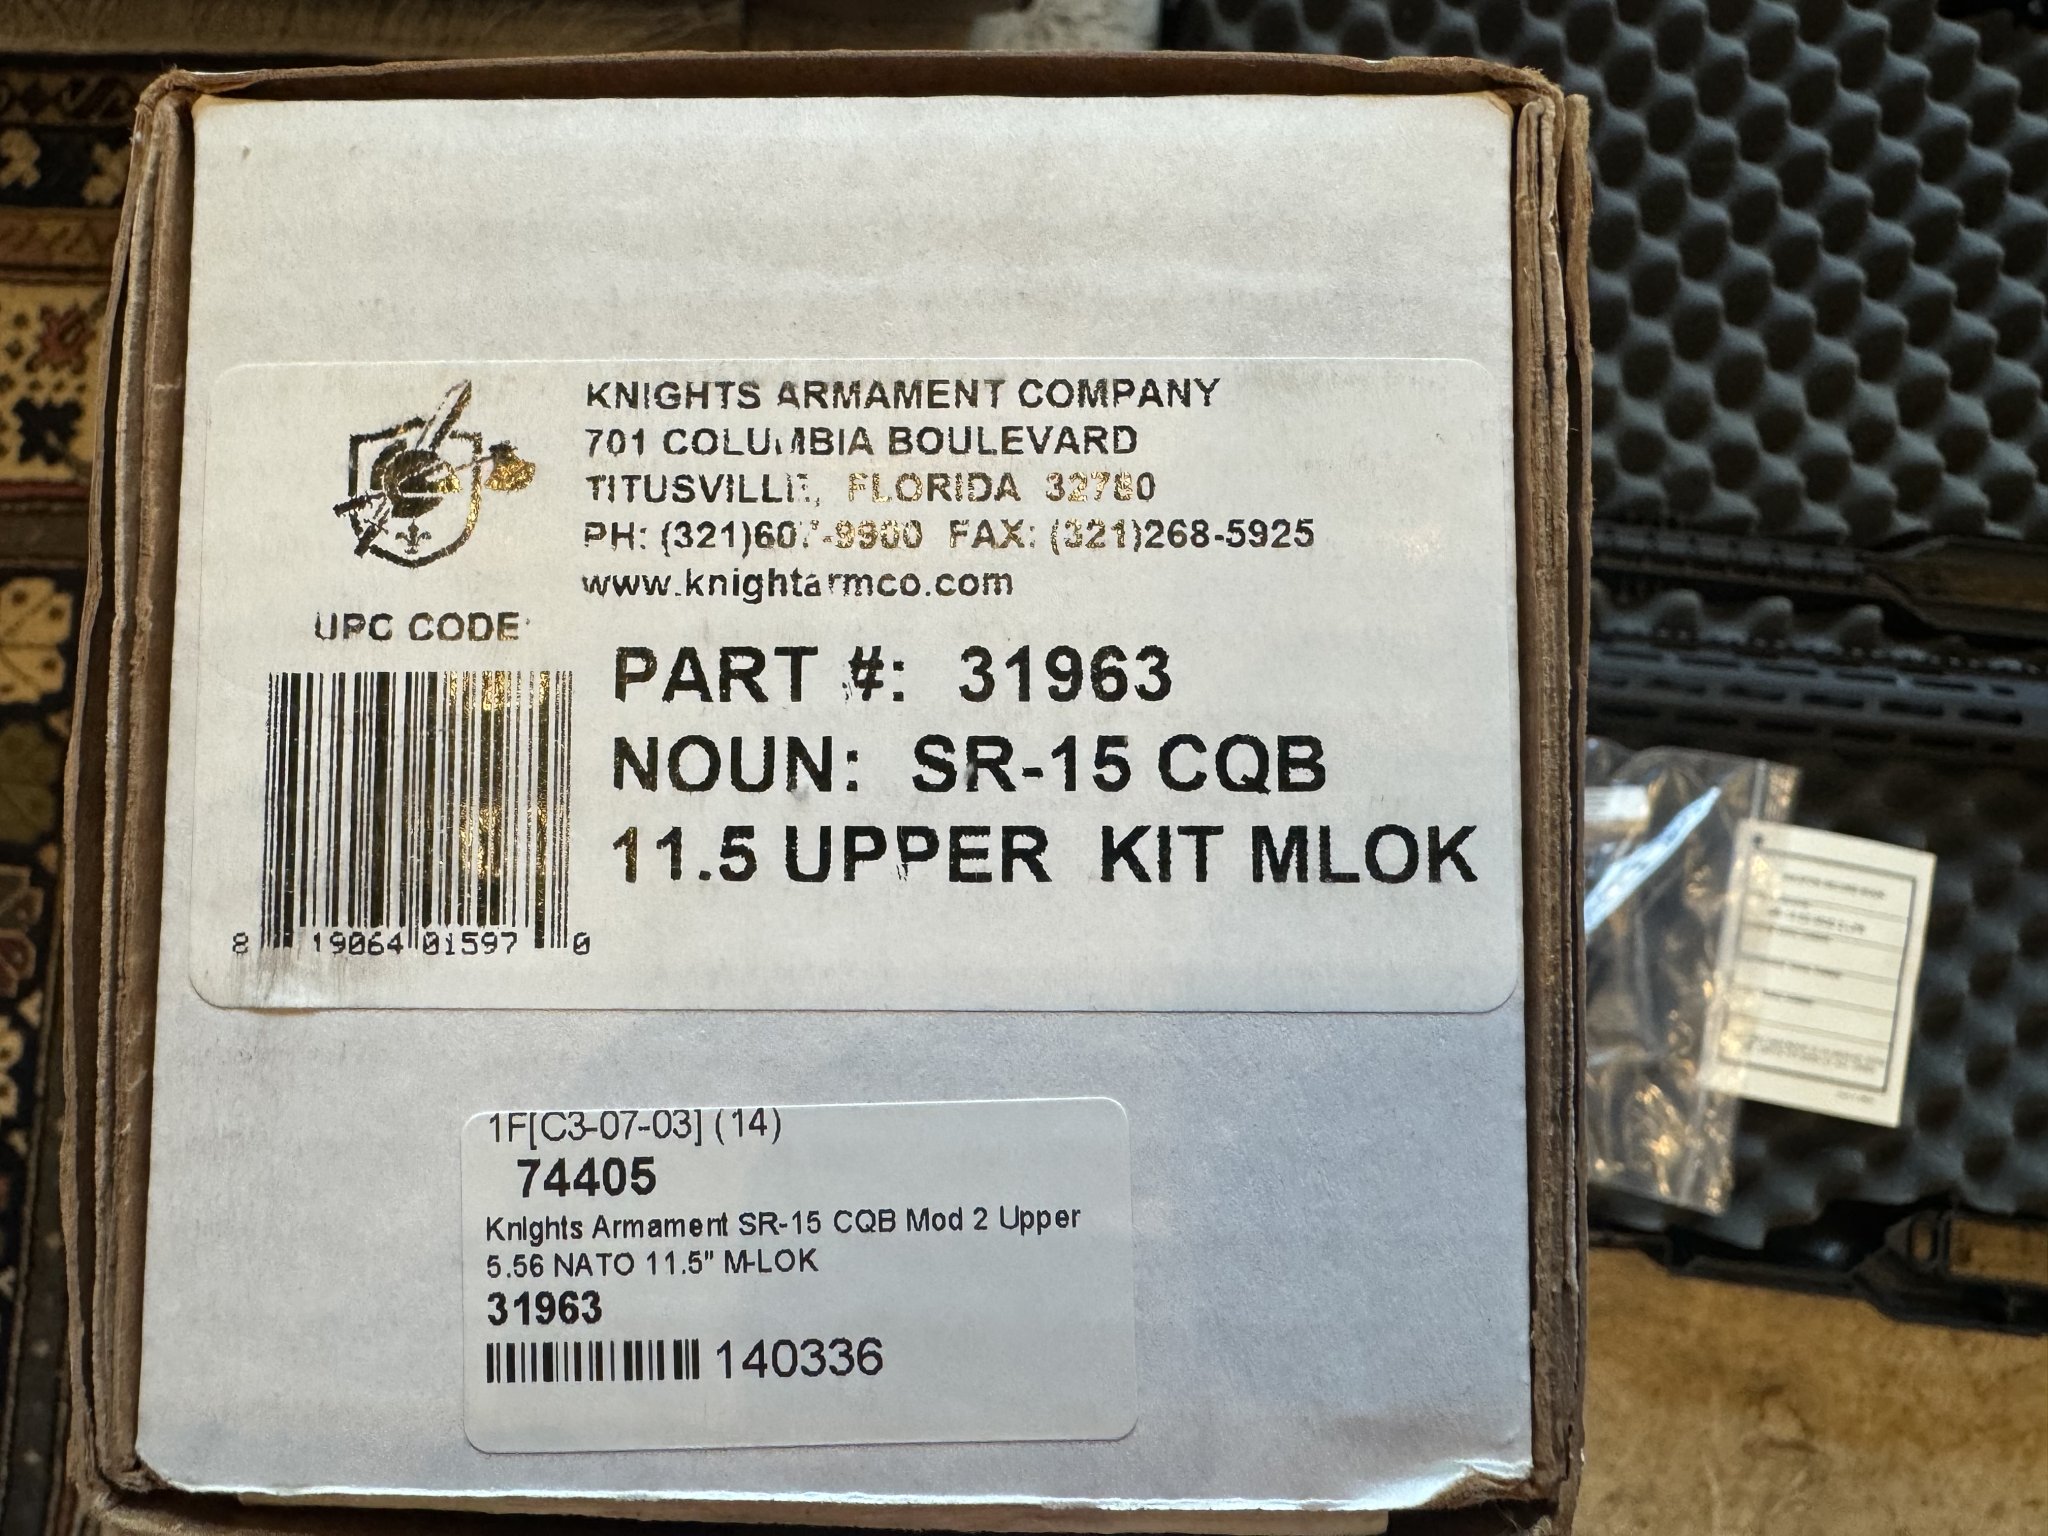 KNIGHTS ARMAMENT COMPANY
701 COLUMBIA BOULEVARD
TITUSVILLE, FLORIDA 32780
PH: (321)607-9900 FAX: (321)268-5925
www.knightarmco.com
UPC CODE
8 19064 01597 0
PART #: 31963
NOUN: SR-15 CQB
11.5 UPPER KIT MLOK
1F[C3-07-03] (14)
74405
Knights Armament SR-15 CQB Mod 2 Upper
5.56 NATO 11.5" M-LOK
31963
140336